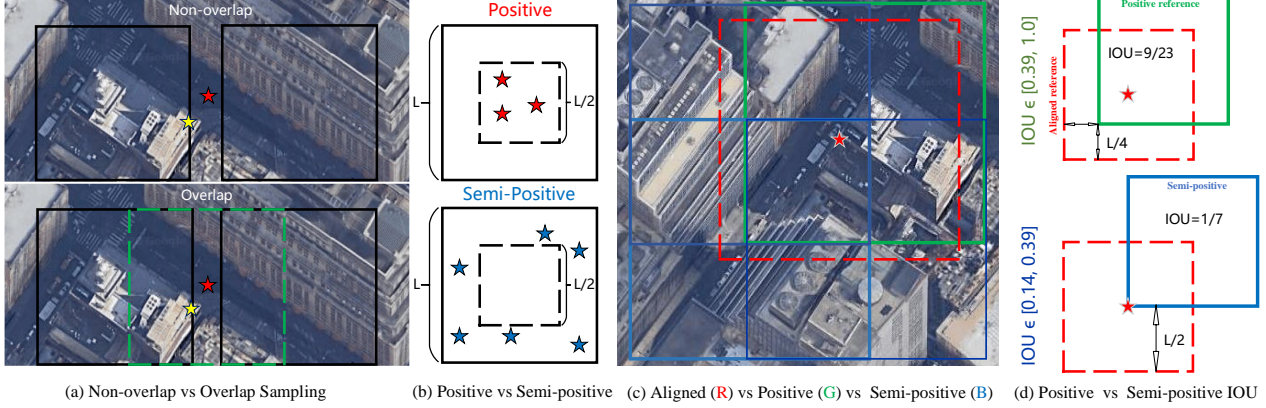 Non-overlap
Overlap
(a) Non-overlap vs Overlap Sampling
Positive
L
L/2
Semi-Positive
L
L/2
(b) Positive vs Semi-positive
(c) Aligned (R) vs Positive (G) vs Semi-positive (B)
IOU ϵ [0.39, 1.0]
Positive reference
IOU=9/23
Aligned reference
L/4
IOU ϵ [0.14, 0.39]
Semi-positive
IOU=1/7
L/2
(d) Positive vs Semi-positive IOU